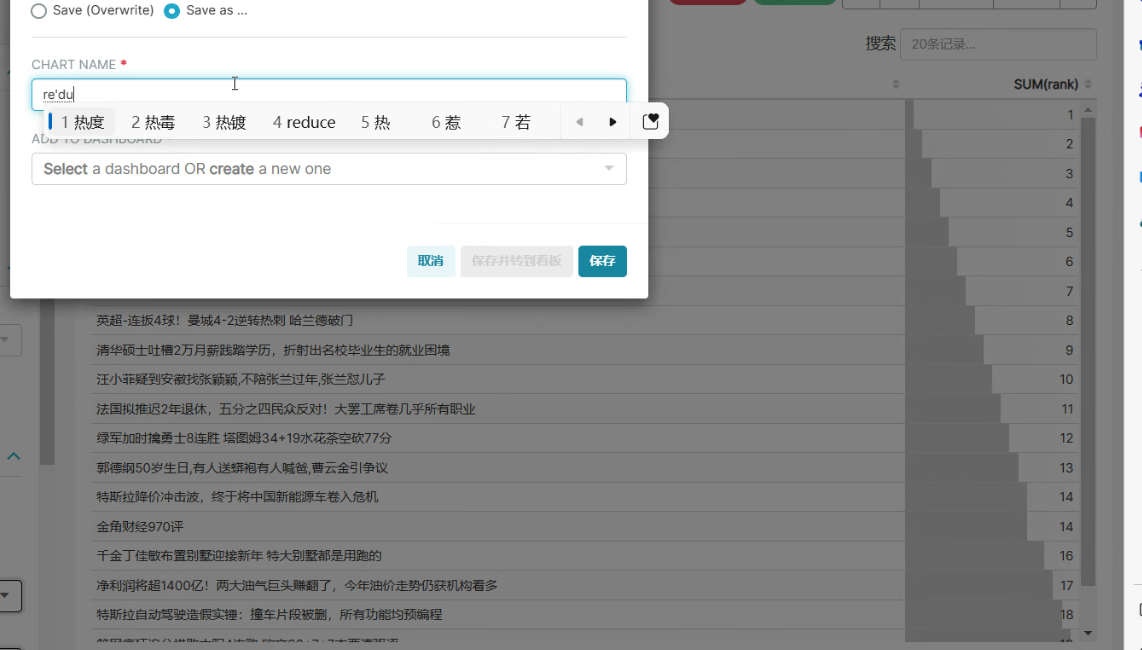 Save (Overwrite) Save as ...
搜索 20条记录...
CHART NAME *
SUM(rank)
re'du
1 热度 2 热毒 3 热镀 4 reduce 5 热 6 惹 7 若
1
ADD TO DASHBOARD
2
Select a dashboard OR create a new one
3
4
5
取消 保存并转到看板 保存
6
7
英超-连扳4球！曼城4-2逆转热刺 哈兰德破门 8
清华硕士吐槽2万月薪践踏学历，折射出名校毕业生的就业困境 9
汪小菲疑到安徽找张颖颖,不陪张兰过年,张兰怼儿子 10
法国拟推迟2年退休，五分之四民众反对！大罢工席卷几乎所有职业 11
绿军加时擒勇士8连胜 塔图姆34+19水花茶空砍77分 12
郭德纲50岁生日,有人送蟒袍有人喊爸,曹云金引争议 13
特斯拉降价冲击波，终于将中国新能源车卷入危机 14
金角财经970评 14
千金丁佳敏布置别墅迎接新年 特大别墅都是用跑的 16
净利润将超1400亿！两大油气巨头赚翻了，今年油价走势仍获机构看多 17
特斯拉自动驾驶造假实锤：撞车片段被删，所有功能均预编程 18